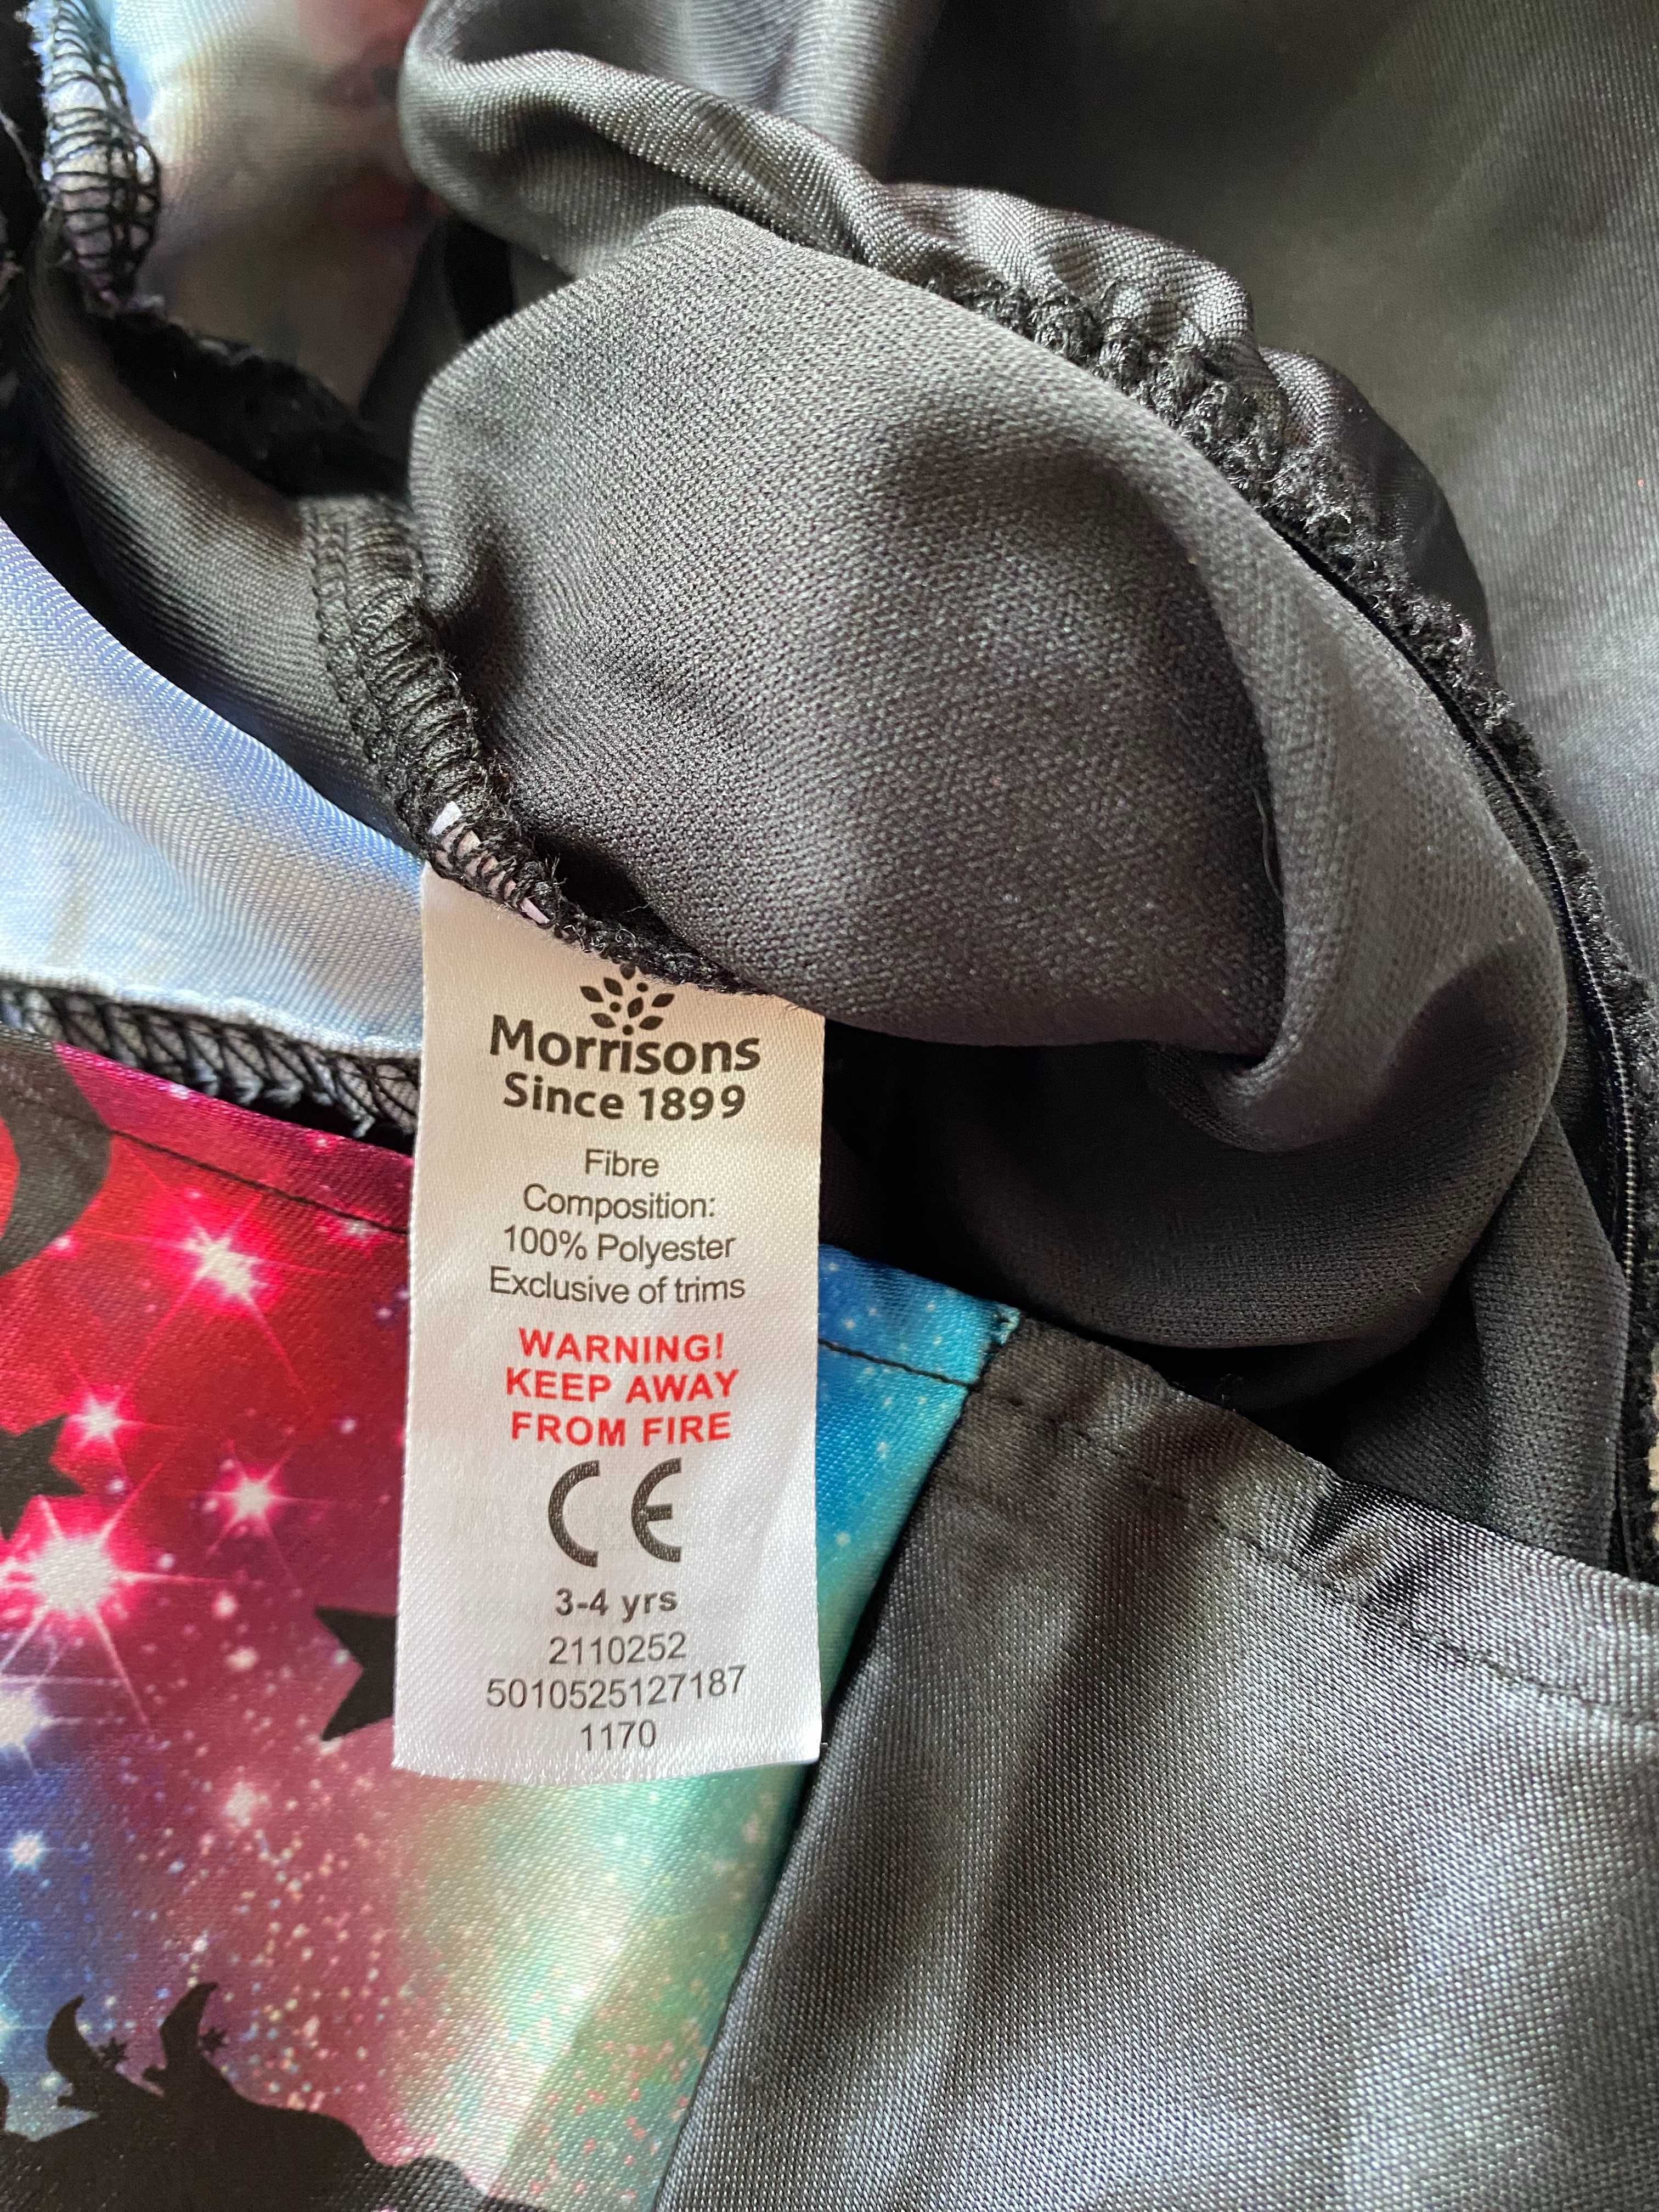 Morrisons
Since 1899
Fibre
Composition:
100% Polyester
Exclusive of trims
WARNING!
KEEP AWAY
FROM FIRE
CE
3-4 yrs
2110252
5010525127187
1170